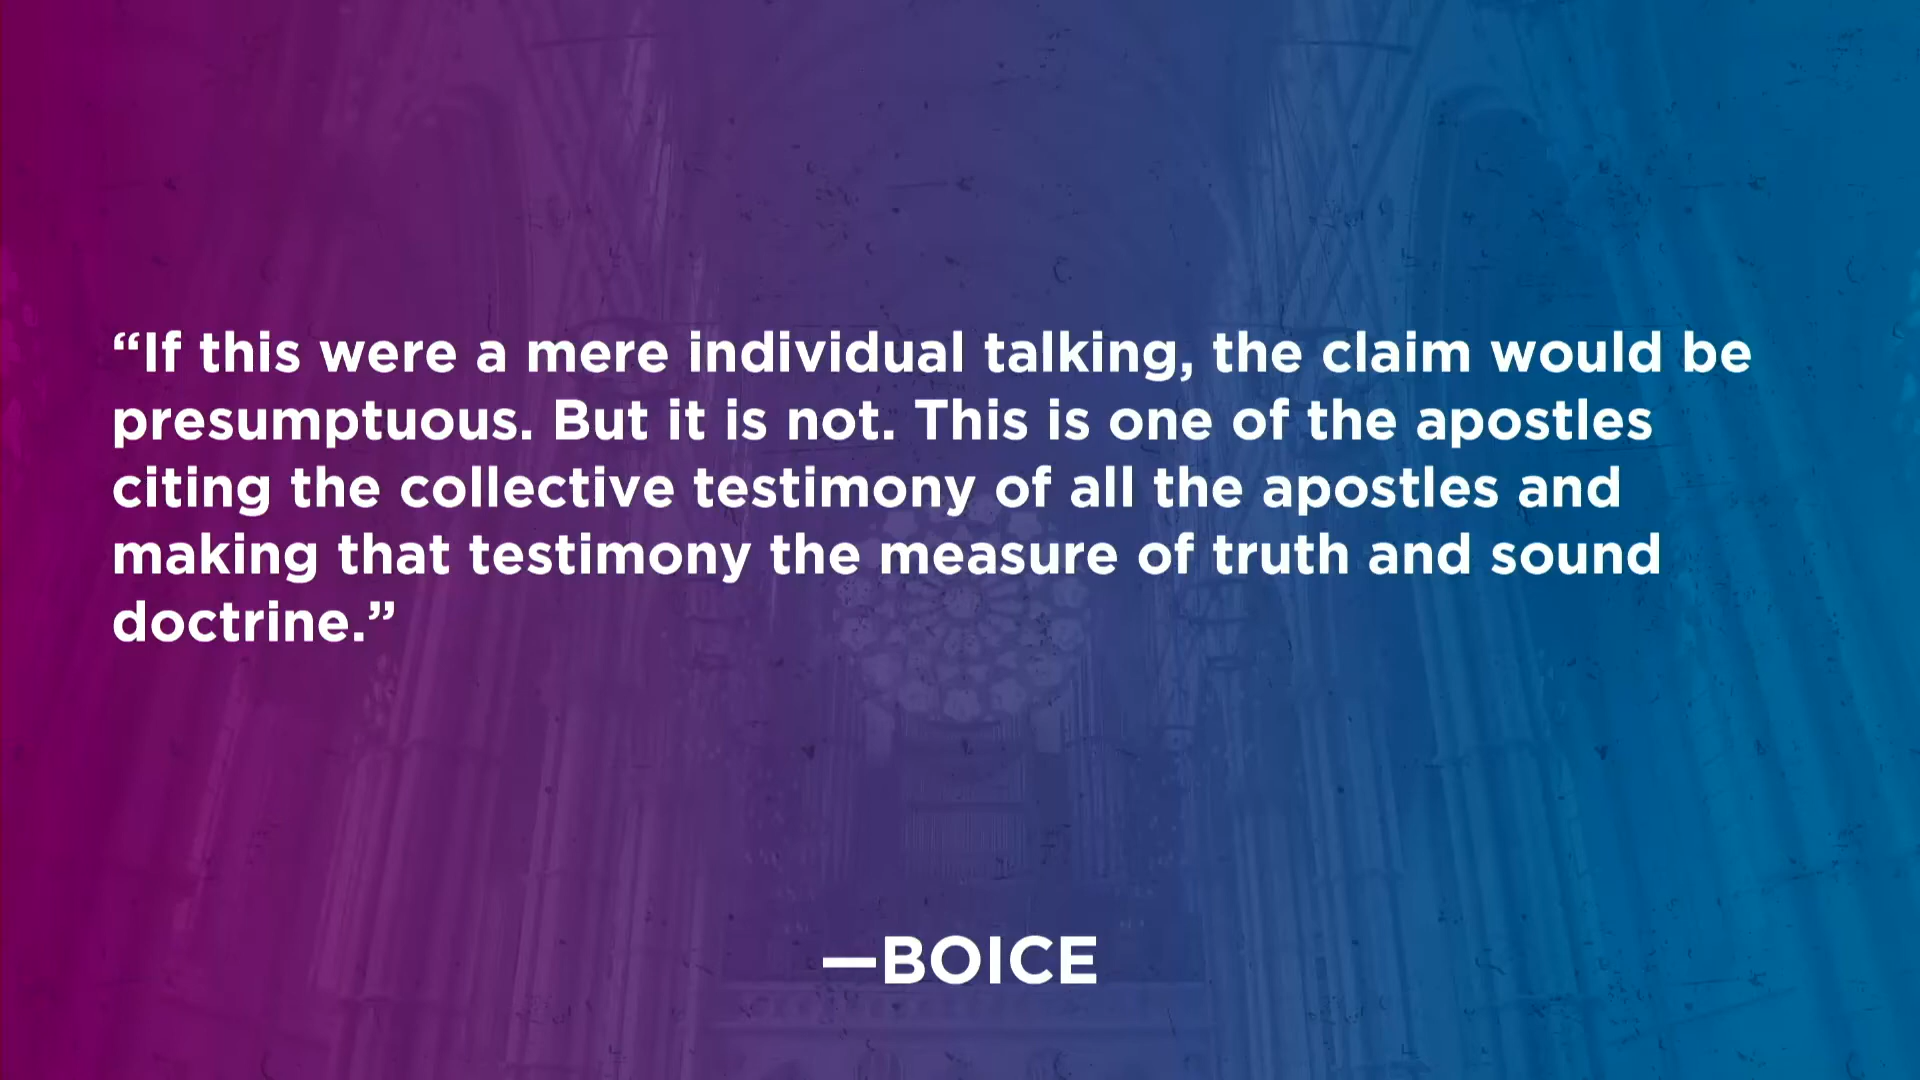 “If this were a mere individual talking, the claim would be
presumptuous. But it is not. This is one of the apostles
citing the collective testimony of all the apostles and
making that testimony the measure of truth and sound
doctrine.”
—BOICE